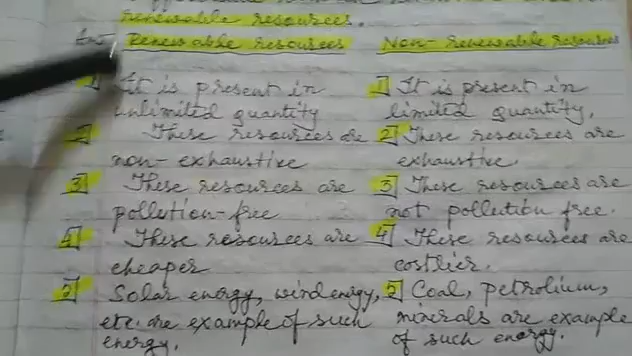 renewable resources.
Ans Renewable resources Non-renewable resources
1 It is present in 1 It is present in
unlimited quantity limited quantity.
2 These resources are 2 These resources are
non-exhaustive exhaustive.
3 These resources are 3 These resources are
pollution-free not pollution free.
4 These resources are 4 These resources are
cheaper costlier.
5 Solar energy, wind energy, 5 Coal, petrolium,
etc. are example of such minerals are example
energy. of such energy.